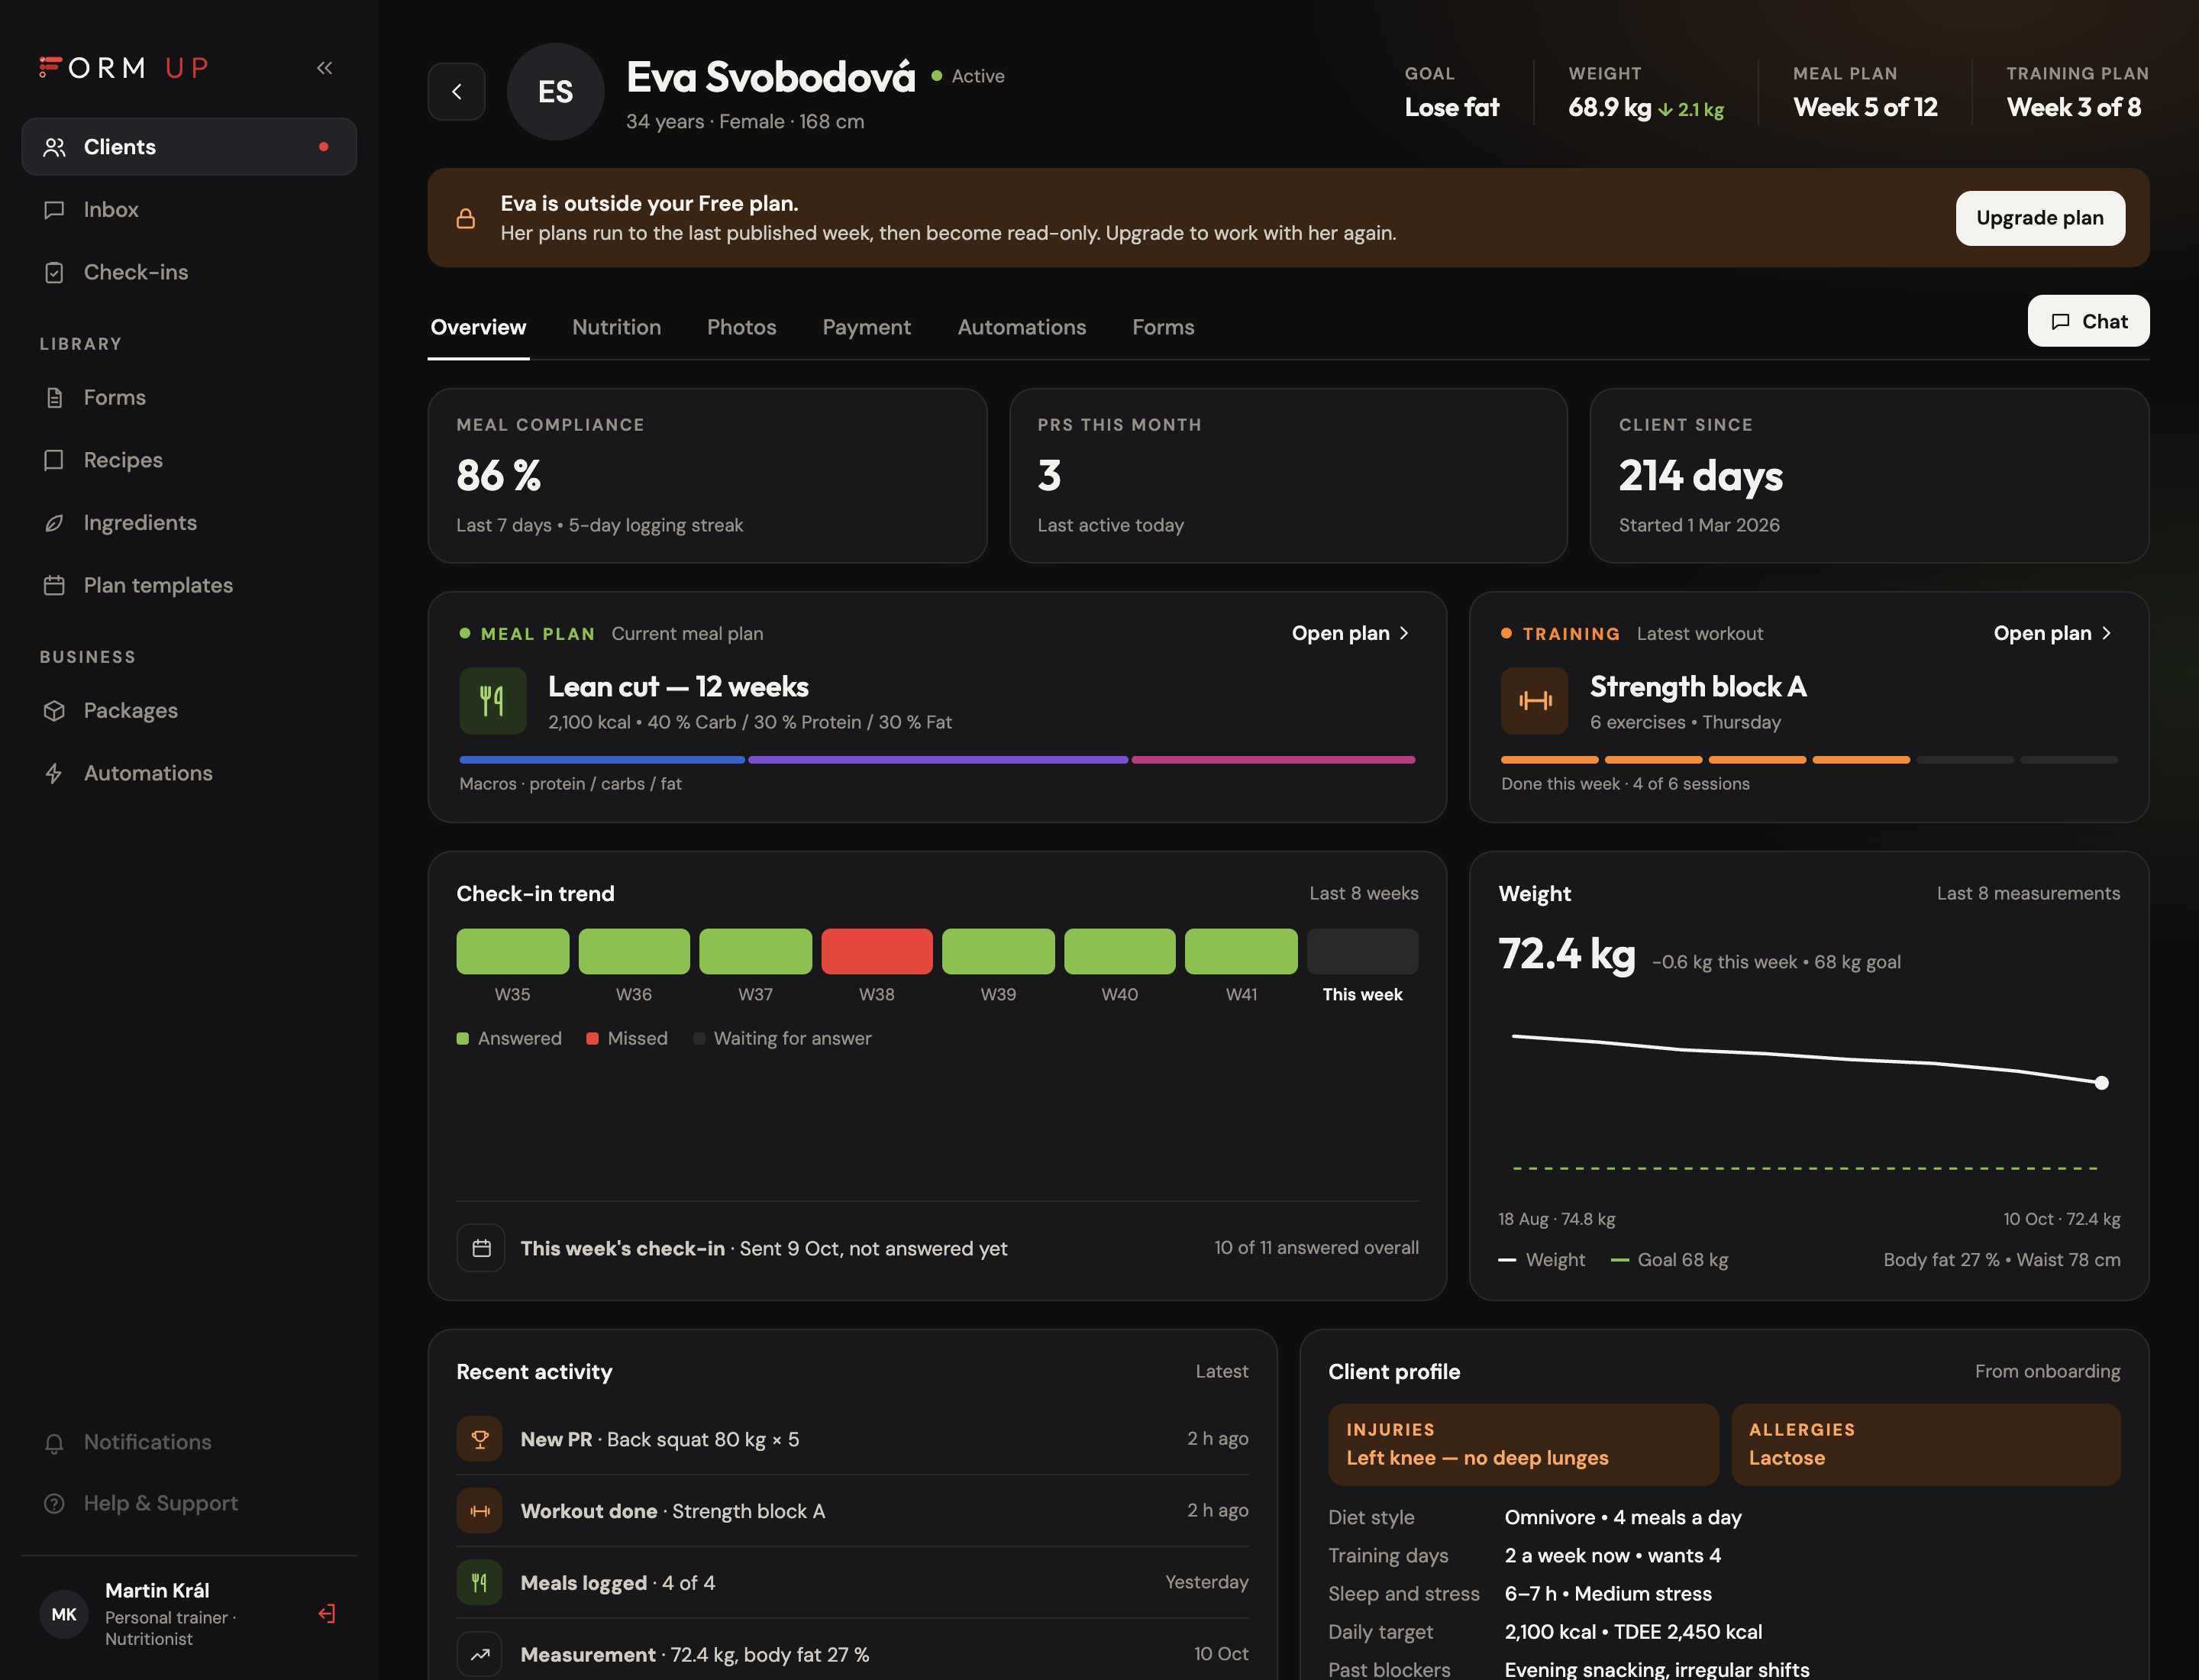 FORM UP
Clients
Inbox
Check-ins
LIBRARY
Forms
Recipes
Ingredients
Plan templates
BUSINESS
Packages
Automations
Notifications
Help & Support
MK
Martin Král
Personal trainer ·
Nutritionist
ES
Eva Svobodová
Active
34 years · Female · 168 cm
GOAL
Lose fat
WEIGHT
68.9 kg ↓ 2.1 kg
MEAL PLAN
Week 5 of 12
TRAINING PLAN
Week 3 of 8
Eva is outside your Free plan.
Her plans run to the last published week, then become read-only. Upgrade to work with her again.
Upgrade plan
Overview
Nutrition
Photos
Payment
Automations
Forms
Chat
MEAL COMPLIANCE
86 %
Last 7 days • 5-day logging streak
PRS THIS MONTH
3
Last active today
CLIENT SINCE
214 days
Started 1 Mar 2026
MEAL PLAN Current meal plan
Open plan
Lean cut — 12 weeks
2,100 kcal • 40 % Carb / 30 % Protein / 30 % Fat
Macros · protein / carbs / fat
TRAINING Latest workout
Open plan
Strength block A
6 exercises • Thursday
Done this week · 4 of 6 sessions
Check-in trend
Last 8 weeks
W35 W36 W37 W38 W39 W40 W41 This week
Answered Missed Waiting for answer
This week's check-in · Sent 9 Oct, not answered yet
10 of 11 answered overall
Weight
Last 8 measurements
72.4 kg -0.6 kg this week • 68 kg goal
18 Aug · 74.8 kg
10 Oct · 72.4 kg
Weight Goal 68 kg
Body fat 27 % • Waist 78 cm
Recent activity
Latest
New PR · Back squat 80 kg × 5
2 h ago
Workout done · Strength block A
2 h ago
Meals logged · 4 of 4
Yesterday
Measurement · 72.4 kg, body fat 27 %
10 Oct
Client profile
From onboarding
INJURIES
Left knee — no deep lunges
ALLERGIES
Lactose
Diet style Omnivore • 4 meals a day
Training days 2 a week now • wants 4
Sleep and stress 6–7 h • Medium stress
Daily target 2,100 kcal • TDEE 2,450 kcal
Past blockers Evening snacking, irregular shifts